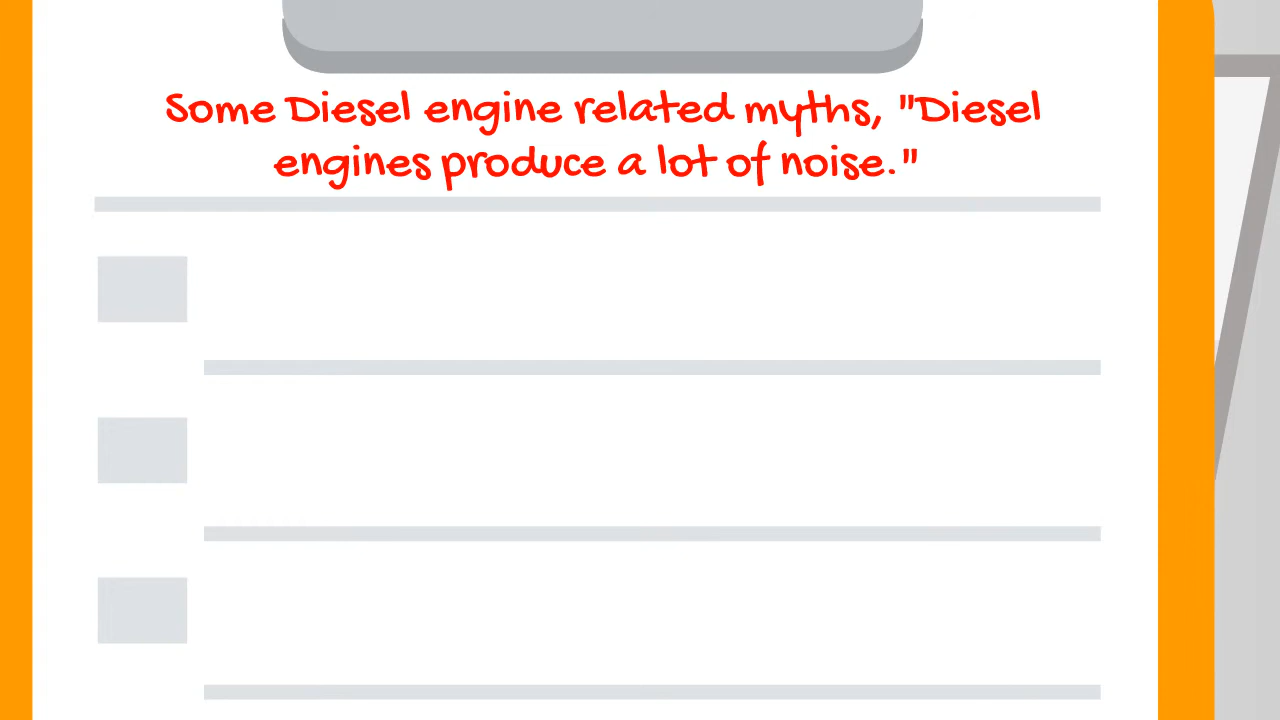 Some Diesel engine related myths, "Diesel
engines produce a lot of noise."